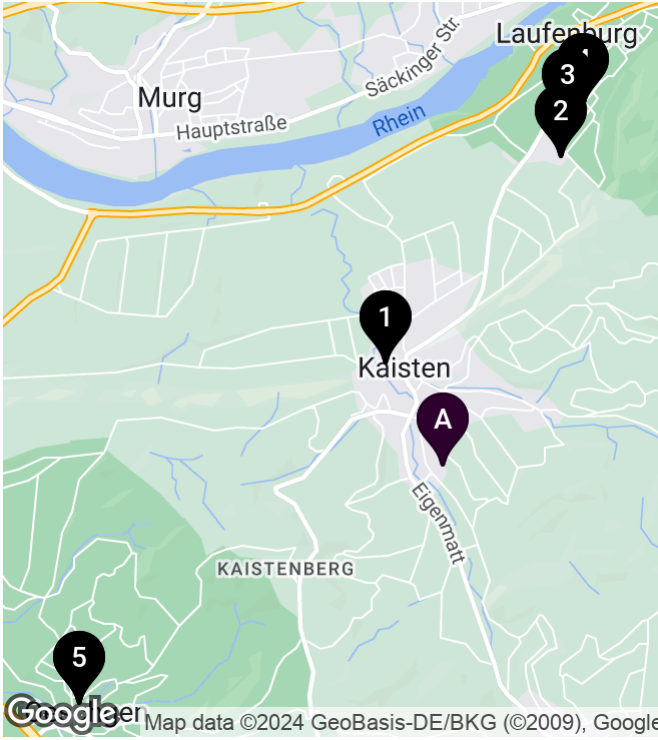 Laufenburg
3
2
Murg
Säckinger Str.
Hauptstraße
Rhein
1
Kaisten
A
Eigenmatt
KAISTENBERG
5
Google
Map data ©2024 GeoBasis-DE/BKG (©2009), Google